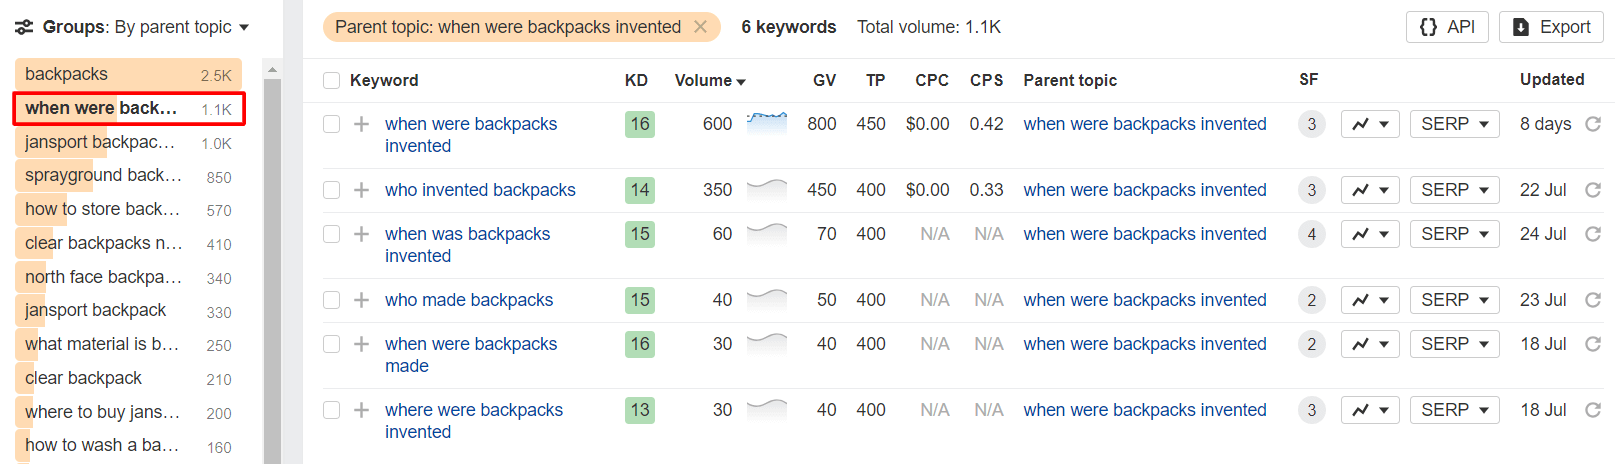 Groups: By parent topic
backpacks 2.5K
when were back... 1.1K
jansport backpac... 1.0K
sprayground back... 850
how to store back... 570
clear backpacks n... 410
north face backpa... 340
jansport backpack 330
what material is b... 250
clear backpack 210
where to buy jans... 200
how to wash a ba... 160
Parent topic: when were backpacks invented 6 keywords Total volume: 1.1K API Export
Keyword KD Volume GV TP CPC CPS Parent topic SF Updated
when were backpacks invented 16 600 800 450 $0.00 0.42 when were backpacks invented 3 SERP 8 days
who invented backpacks 14 350 450 400 $0.00 0.33 when were backpacks invented 3 SERP 22 Jul
when was backpacks invented 15 60 70 400 N/A N/A when were backpacks invented 4 SERP 24 Jul
who made backpacks 15 40 50 400 N/A N/A when were backpacks invented 2 SERP 23 Jul
when were backpacks made 16 30 40 400 N/A N/A when were backpacks invented 2 SERP 18 Jul
where were backpacks invented 13 30 40 400 N/A N/A when were backpacks invented 3 SERP 18 Jul